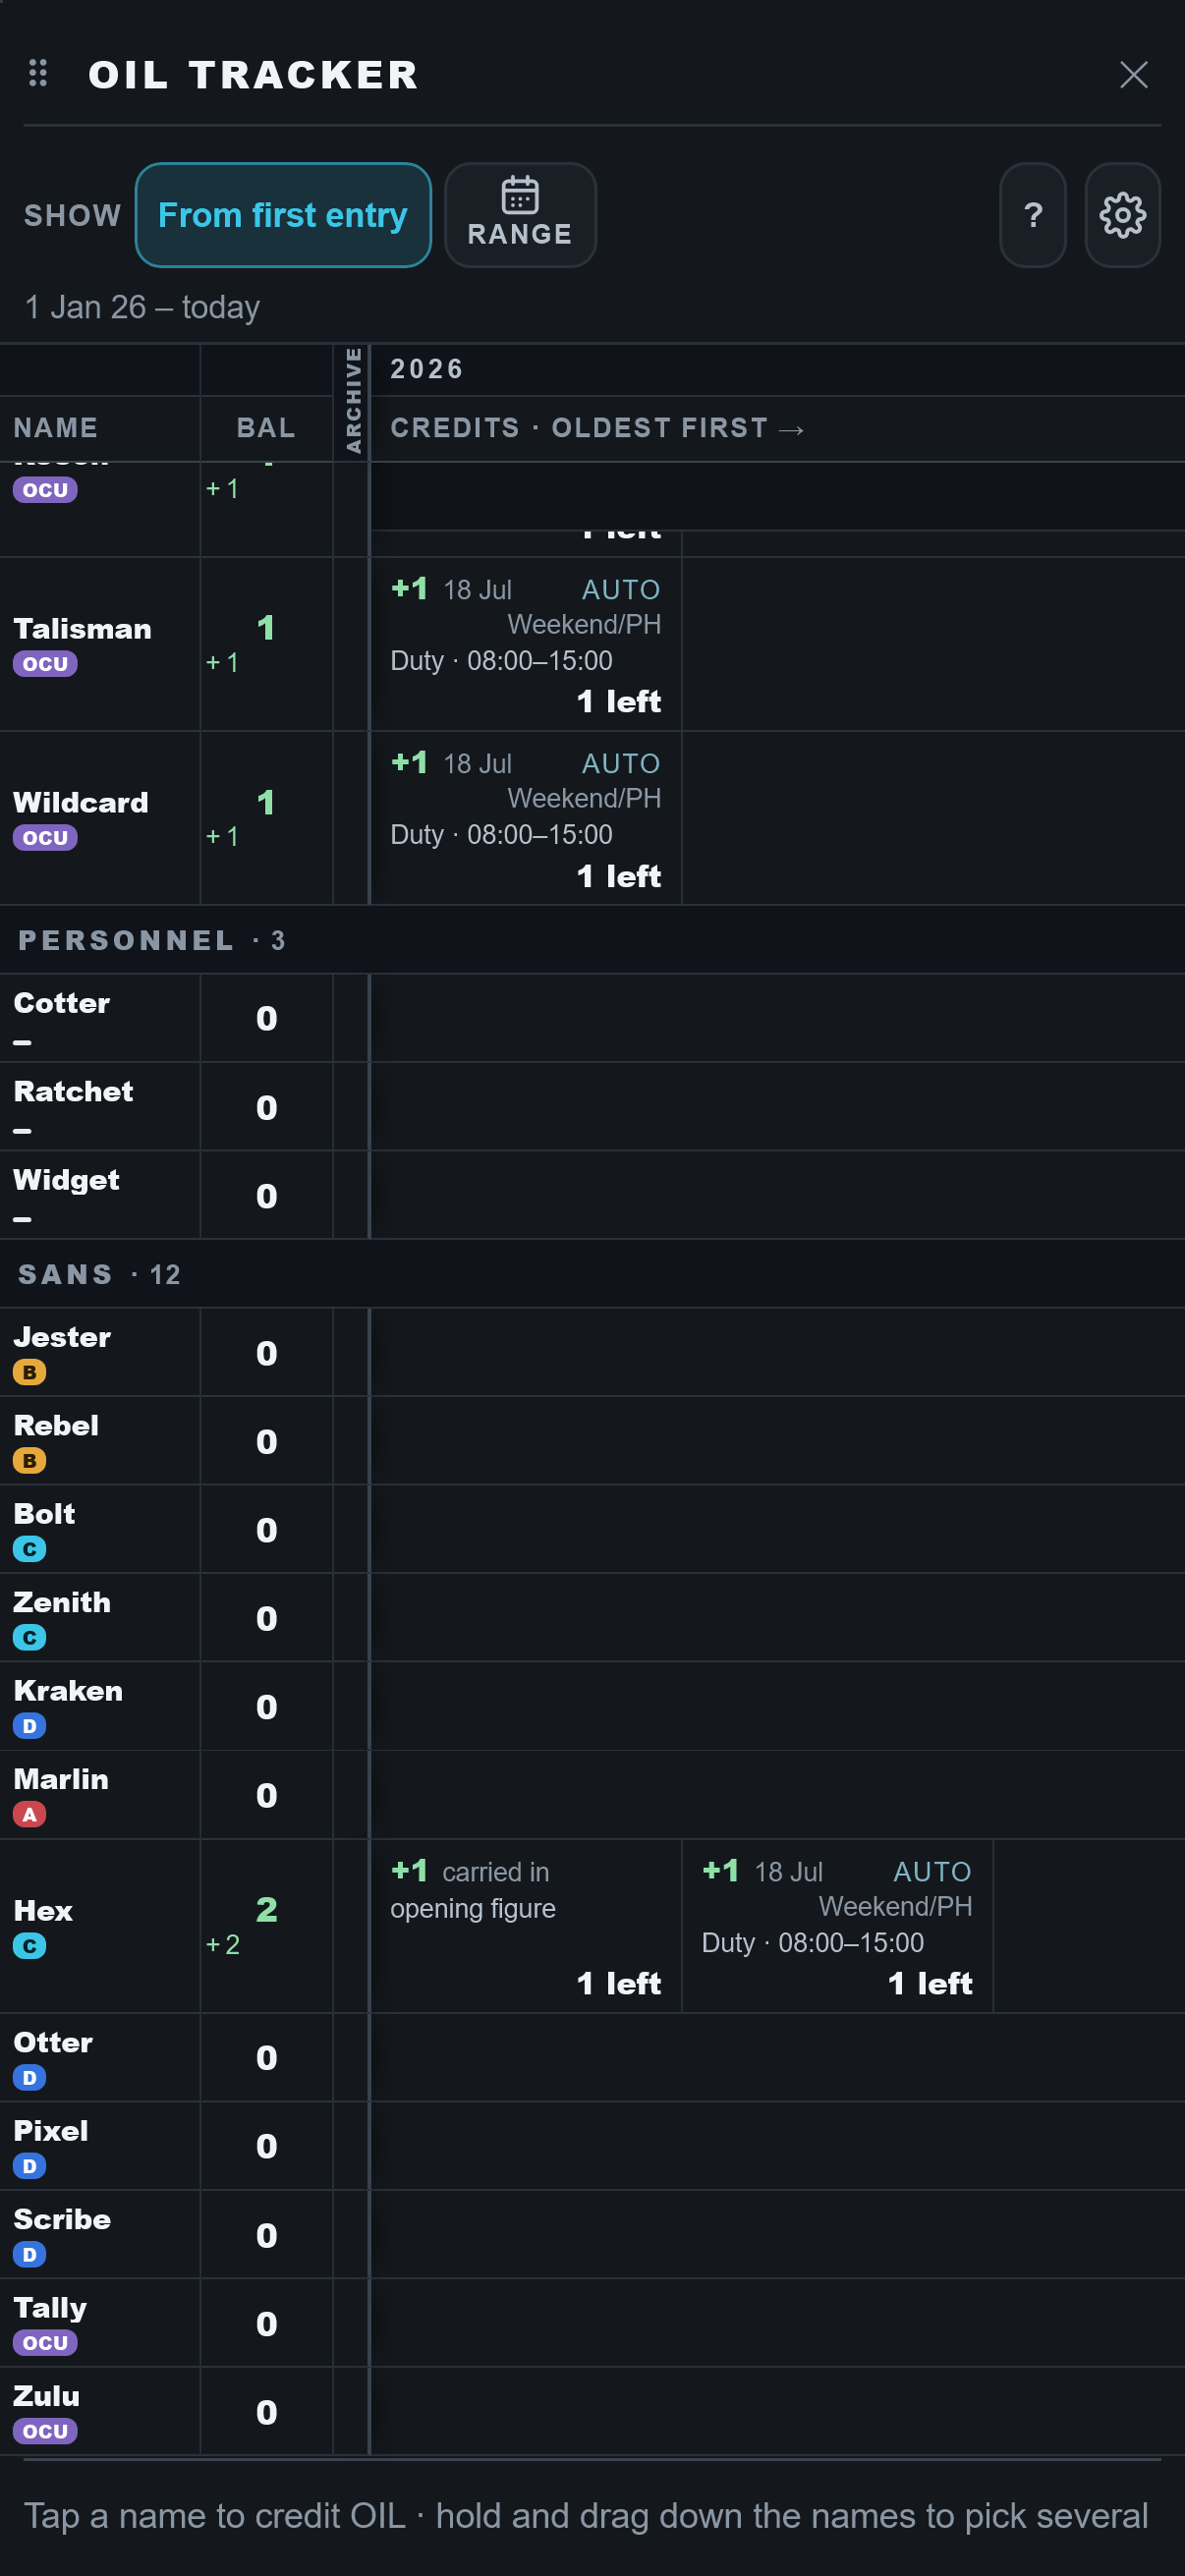 OIL TRACKER
SHOW
From first entry
RANGE
?
1 Jan 26 – today
ARCHIVE
2026
NAME
BAL
CREDITS · OLDEST FIRST →
OCU
+1
1 left
Talisman
OCU
1
+1
+1 18 Jul AUTO
Weekend/PH
Duty · 08:00–15:00
1 left
Wildcard
OCU
1
+1
+1 18 Jul AUTO
Weekend/PH
Duty · 08:00–15:00
1 left
PERSONNEL · 3
Cotter
–
0
Ratchet
–
0
Widget
–
0
SANS · 12
Jester
B
0
Rebel
B
0
Bolt
C
0
Zenith
C
0
Kraken
D
0
Marlin
A
0
Hex
C
2
+2
+1 carried in
opening figure
1 left
+1 18 Jul AUTO
Weekend/PH
Duty · 08:00–15:00
1 left
Otter
D
0
Pixel
D
0
Scribe
D
0
Tally
OCU
0
Zulu
OCU
0
Tap a name to credit OIL · hold and drag down the names to pick several